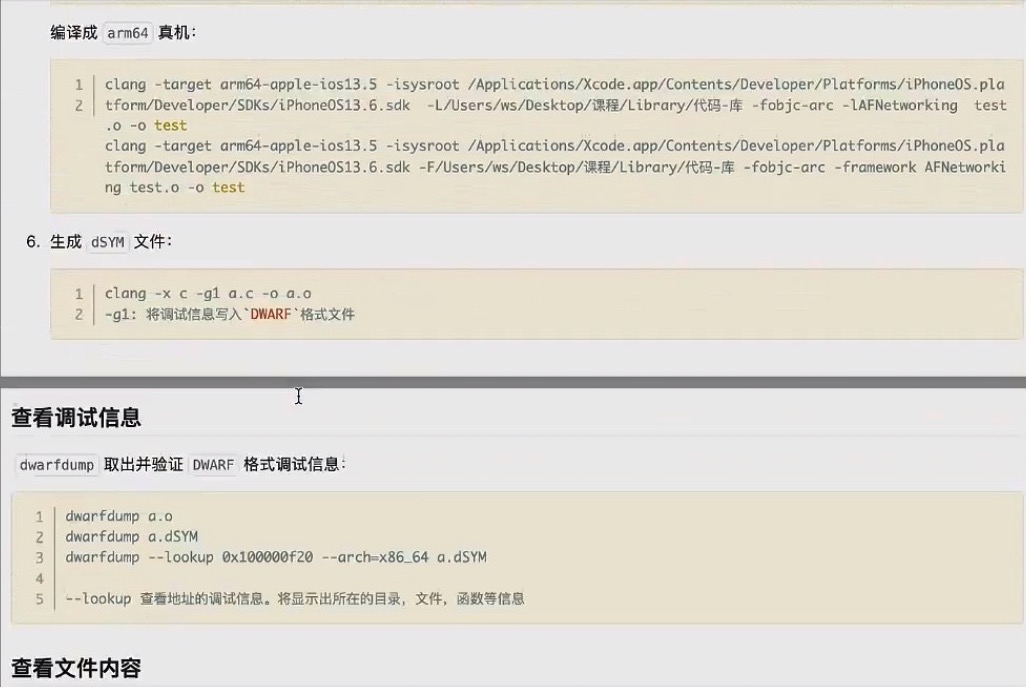 编译成 arm64 真机：
1 clang -target arm64-apple-ios13.5 -isysroot /Applications/Xcode.app/Contents/Developer/Platforms/iPhoneOS.pla
2 tform/Developer/SDKs/iPhoneOS13.6.sdk -L/Users/ws/Desktop/课程/Library/代码-库 -fobjc-arc -lAFNetworking test
.o -o test
clang -target arm64-apple-ios13.5 -isysroot /Applications/Xcode.app/Contents/Developer/Platforms/iPhoneOS.pla
tform/Developer/SDKs/iPhoneOS13.6.sdk -F/Users/ws/Desktop/课程/Library/代码-库 -fobjc-arc -framework AFNetworki
ng test.o -o test
6. 生成 dSYM 文件：
1 clang -x c -g1 a.c -o a.o
2 -g1: 将调试信息写入`DWARF`格式文件
查看调试信息
dwarfdump 取出并验证 DWARF 格式调试信息：
1 dwarfdump a.o
2 dwarfdump a.dSYM
3 dwarfdump --lookup 0x100000f20 --arch=x86_64 a.dSYM
4
5 --lookup 查看地址的调试信息。将显示出所在的目录，文件，函数等信息
查看文件内容